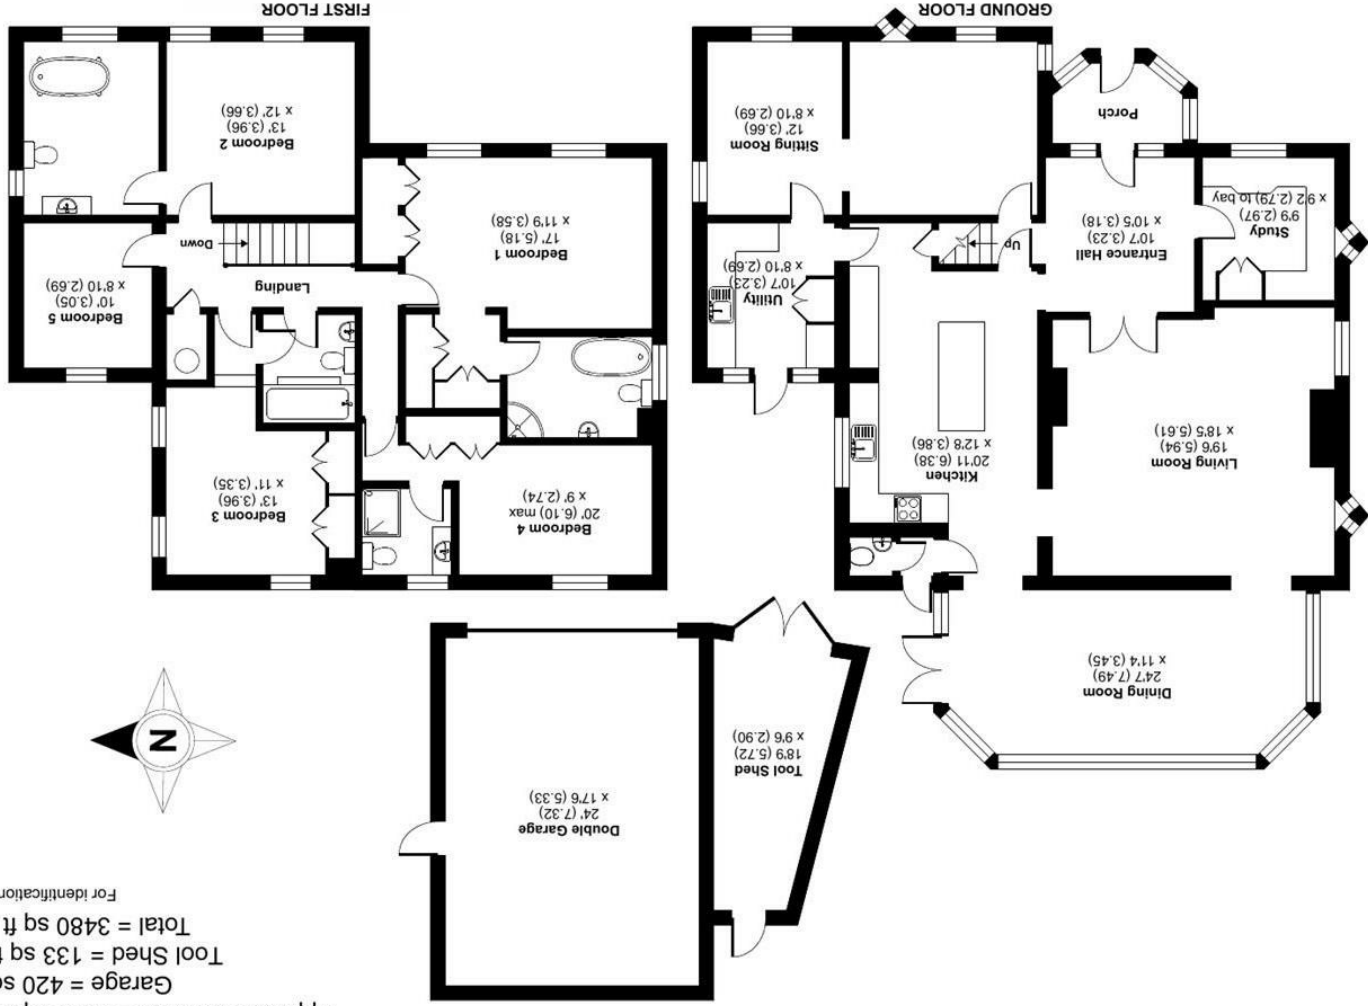 Garage = 420 sq
Tool Shed = 133 sq f
Total = 3480 sq ft
For identification
N
Double Garage
24' (7.32)
x 17'6 (5.33)
Tool Shed
18'9 (5.72)
x 9'6 (2.90)
Dining Room
24'7 (7.49)
x 11'4 (3.45)
Living Room
19'6 (5.94)
x 18'5 (5.61)
Kitchen
20'11 (6.38)
x 12'8 (3.86)
Utility
10'7 (3.23)
x 8'10 (2.69)
Study
9'9 (2.97)
x 9'2 (2.79) to bay
Entrance Hall
10'7 (3.23)
x 10'5 (3.18)
Up
Sitting Room
12' (3.66)
x 8'10 (2.69)
Porch
GROUND FLOOR
Bedroom 4
20' (6.10) max
x 9' (2.74)
Bedroom 3
13' (3.96)
x 11' (3.35)
Bedroom 5
10' (3.05)
x 8'10 (2.69)
Landing
Down
Bedroom 1
17' (5.18)
x 11'9 (3.58)
Bedroom 2
13' (3.96)
x 12' (3.66)
FIRST FLOOR